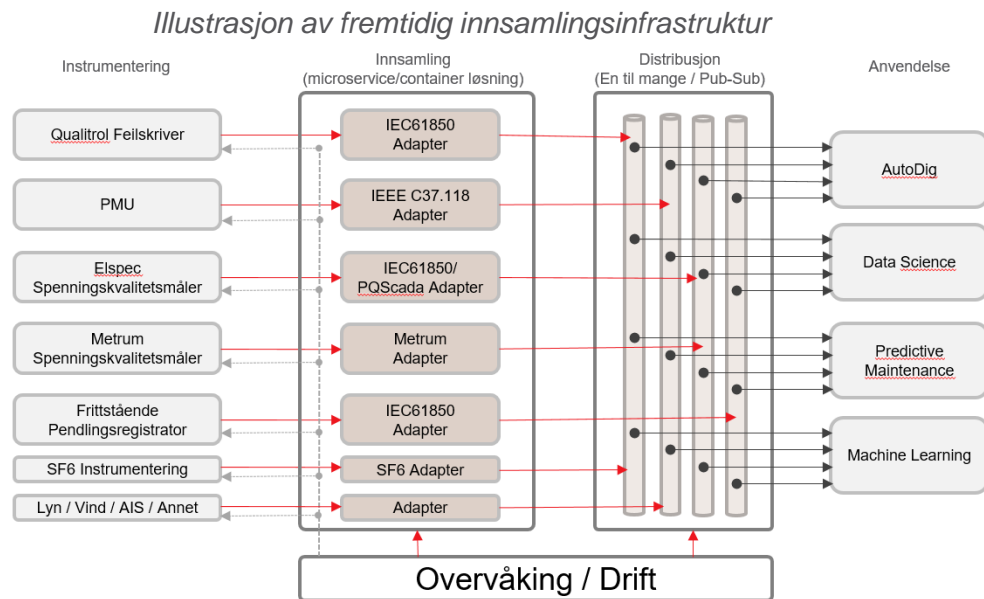 Illustrasjon av fremtidig innsamlingsinfrastruktur
Instrumentering
Innsamling
(microservice/container løsning)
Distribusjon
(En til mange / Pub-Sub)
Anvendelse
Qualitrol Feilskriver
IEC61850
Adapter
AutoDig
PMU
IEEE C37.118
Adapter
Elspec
Spenningskvalitetsmåler
IEC61850/
PQScada Adapter
Data Science
Metrum
Spenningskvalitetsmåler
Metrum
Adapter
Predictive
Maintenance
Frittstående
Pendlingsregistrator
IEC61850
Adapter
Machine Learning
SF6 Instrumentering
SF6 Adapter
Lyn / Vind / AIS / Annet
Adapter
Overvåking / Drift